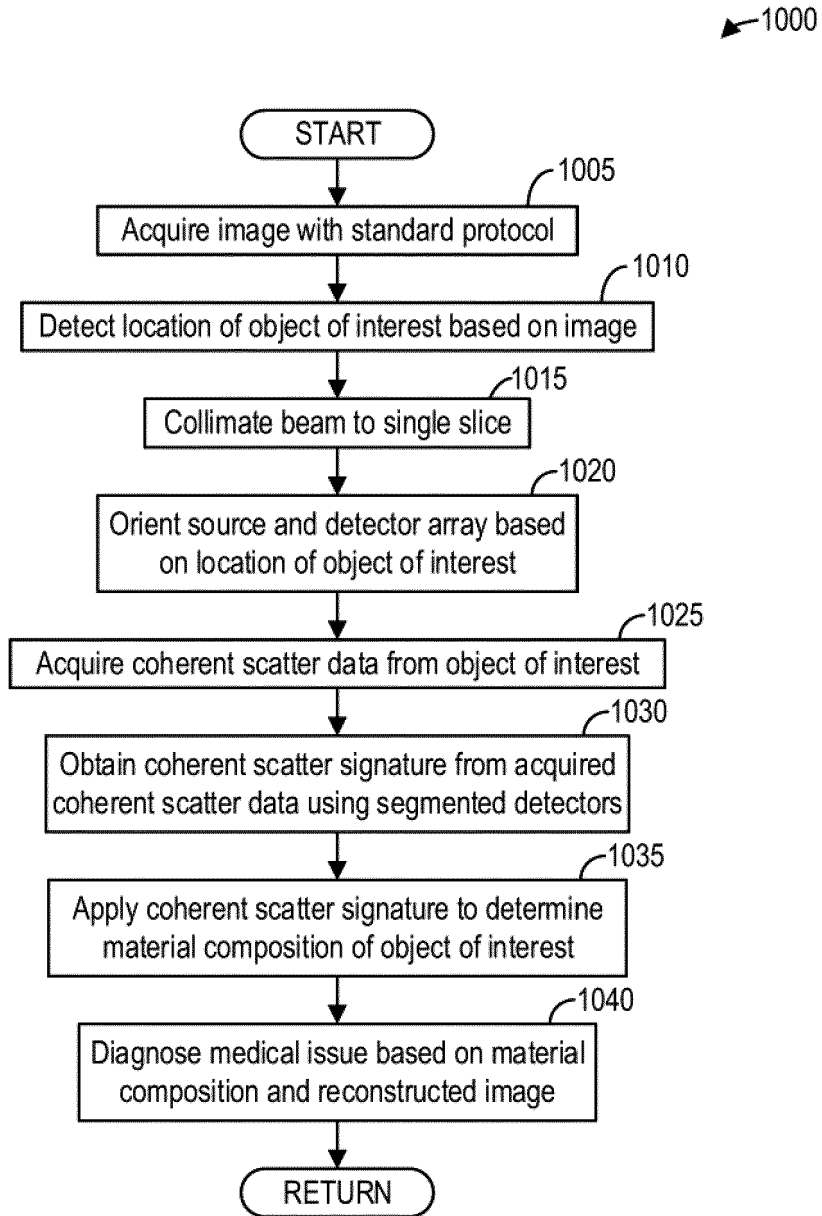 1000
START
1005
Acquire image with standard protocol
1010
Detect location of object of interest based on image
1015
Collimate beam to single slice
1020
Orient source and detector array based
on location of object of interest
1025
Acquire coherent scatter data from object of interest
1030
Obtain coherent scatter signature from acquired
coherent scatter data using segmented detectors
1035
Apply coherent scatter signature to determine
material composition of object of interest
1040
Diagnose medical issue based on material
composition and reconstructed image
RETURN